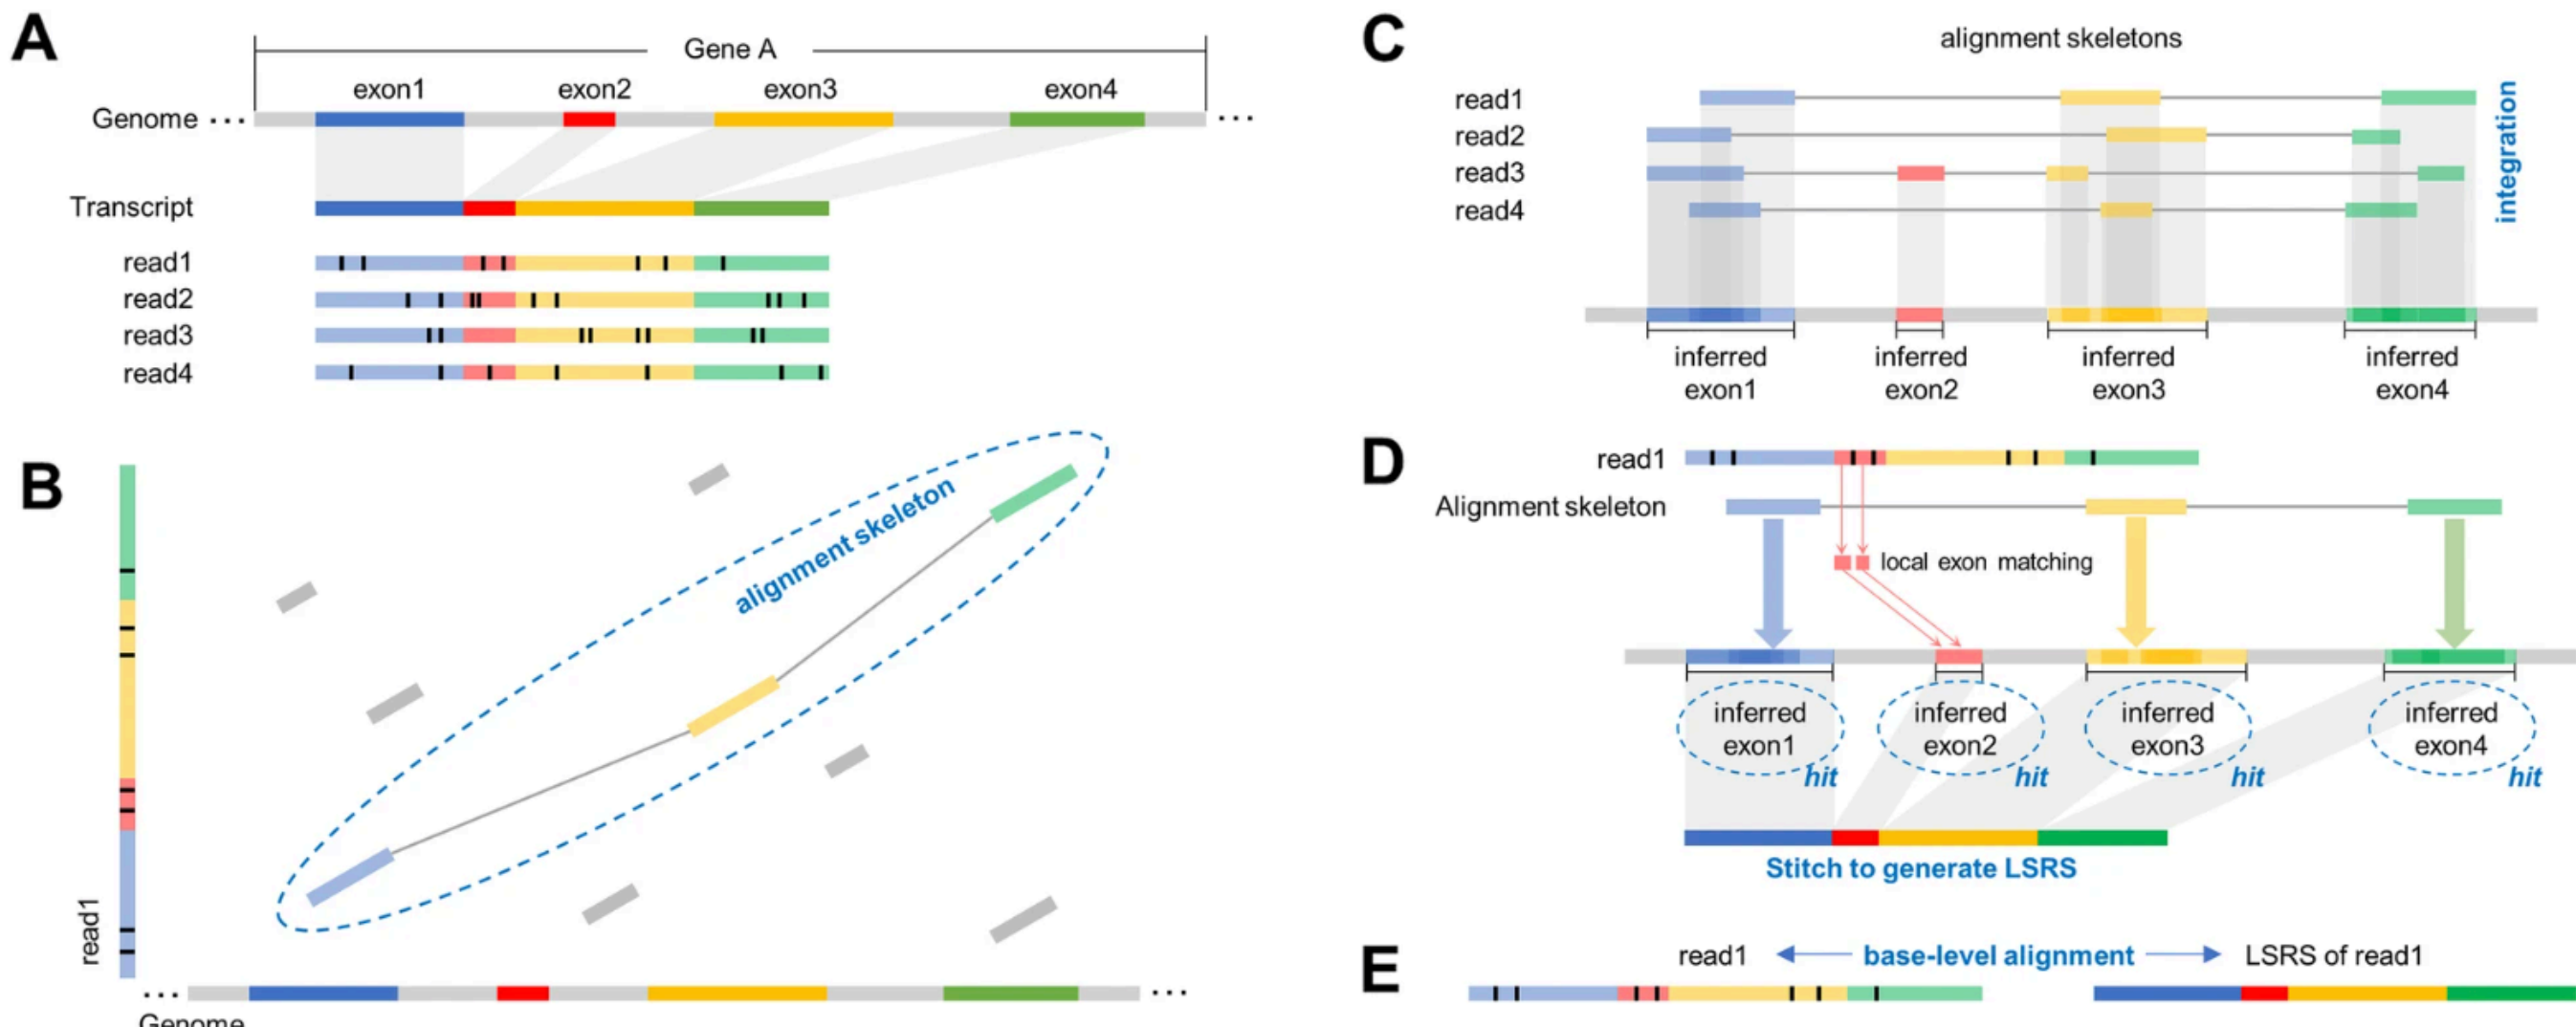 A
Gene A
exon1 exon2 exon3 exon4
Genome ··· ···
Transcript
read1
read2
read3
read4
B
alignment skeleton
read1
··· ···
Genome
C
alignment skeletons
read1
read2
read3
read4
integration
inferred exon1
inferred exon2
inferred exon3
inferred exon4
D
read1
Alignment skeleton
local exon matching
inferred exon1
hit
inferred exon2
hit
inferred exon3
hit
inferred exon4
hit
Stitch to generate LSRS
E
read1 base-level alignment LSRS of read1